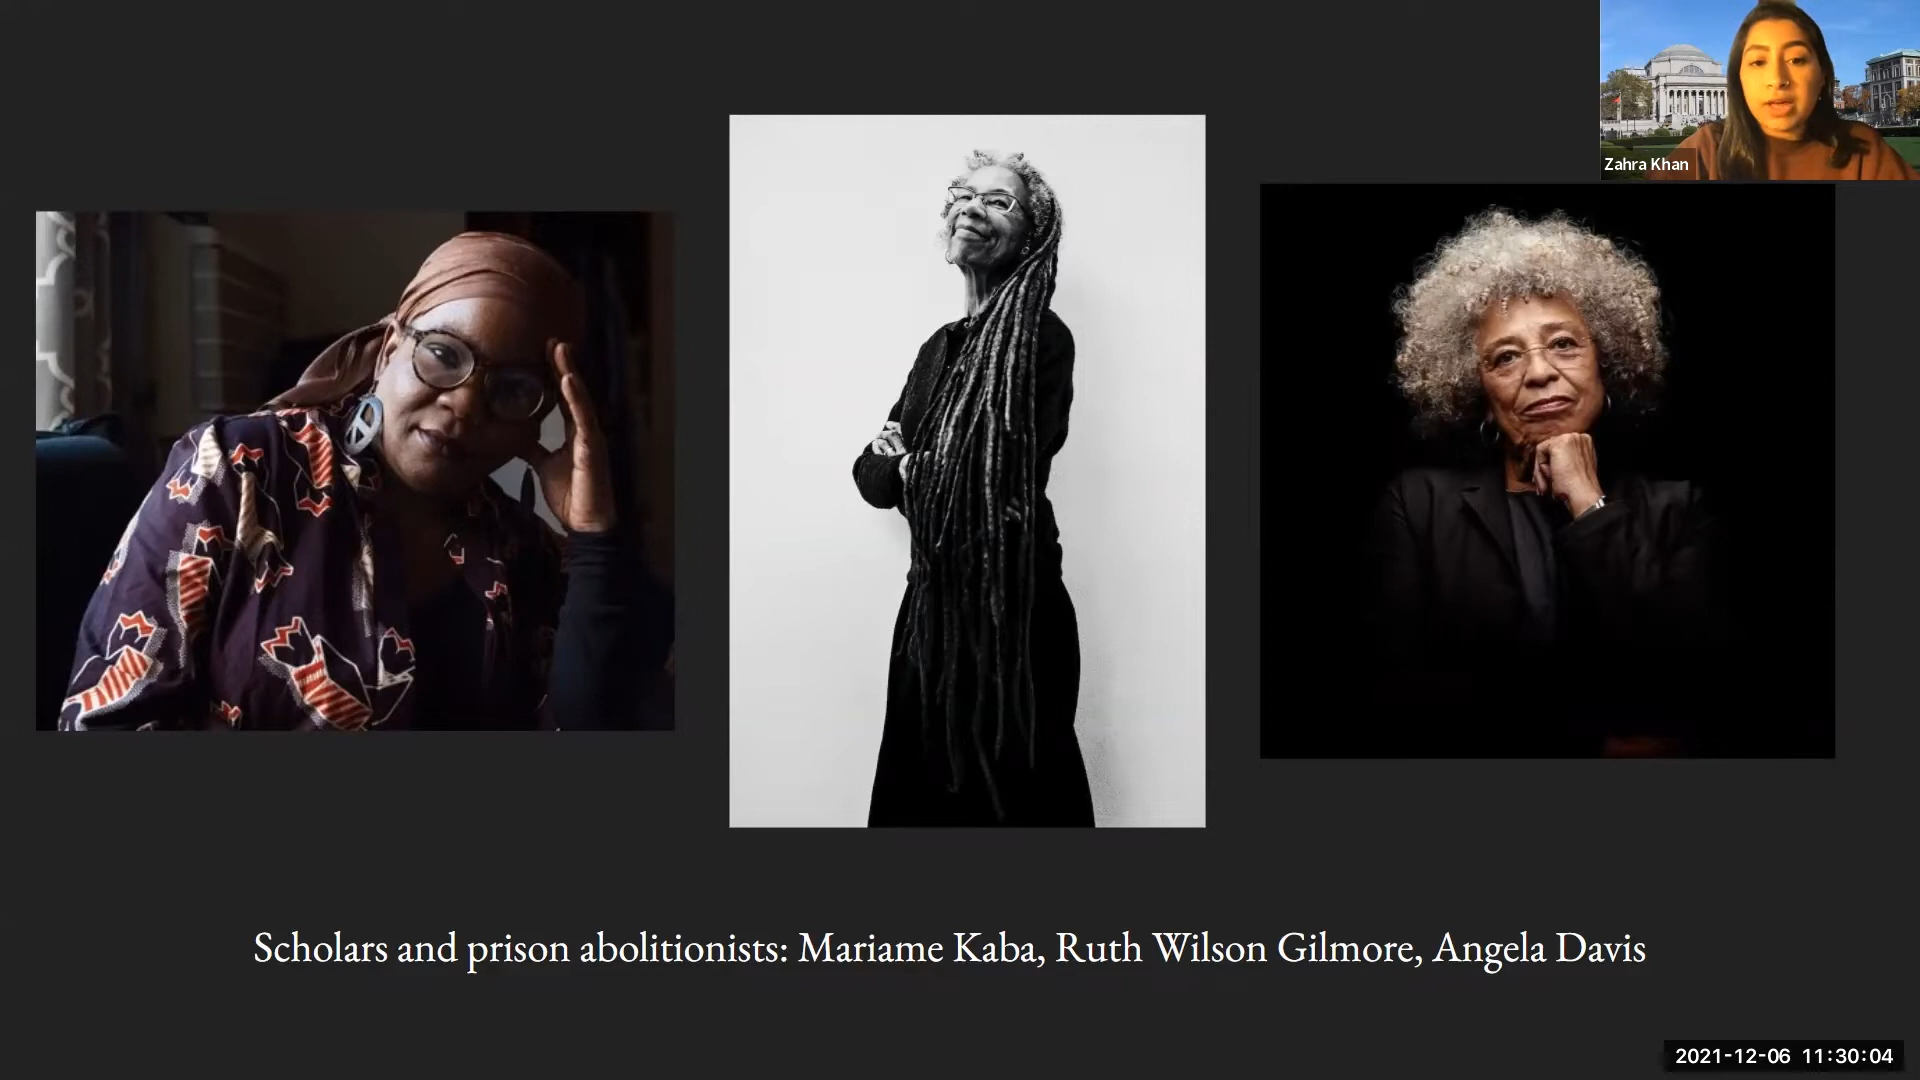 Zahra Khan
Scholars and prison abolitionists: Mariame Kaba, Ruth Wilson Gilmore, Angela Davis
2021-12-06 11:30:04